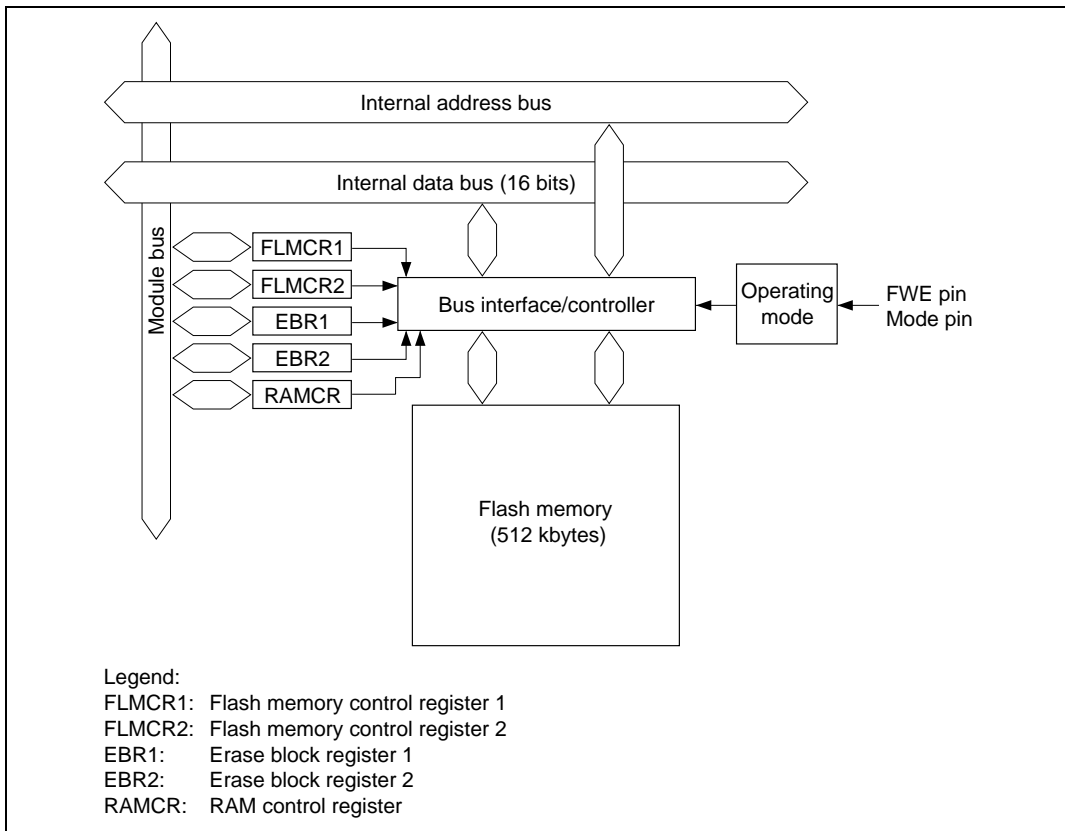 Internal address bus
Internal data bus (16 bits)
Module bus
FLMCR1
FLMCR2
EBR1
EBR2
RAMCR
Bus interface/controller
Operating
mode
FWE pin
Mode pin
Flash memory
(512 kbytes)
Legend:
FLMCR1: Flash memory control register 1
FLMCR2: Flash memory control register 2
EBR1: Erase block register 1
EBR2: Erase block register 2
RAMCR: RAM control register